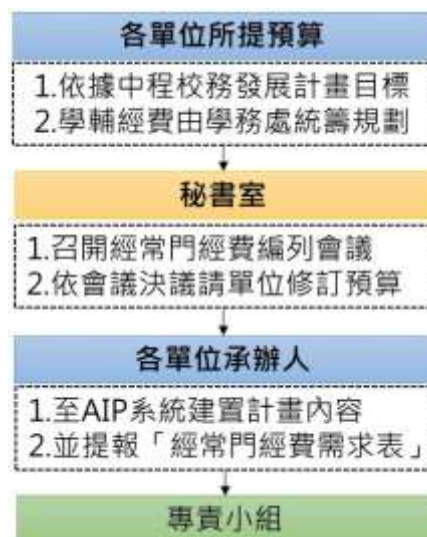 各單位所提預算
1.依據中程校務發展計畫目標
2.學輔經費由學務處統籌規劃
秘書室
1.召開經常門經費編列會議
2.依會議決議請單位修訂預算
各單位承辦人
1.至AIP系統建置計畫內容
2.並提報「經常門經費需求表」
專責小組